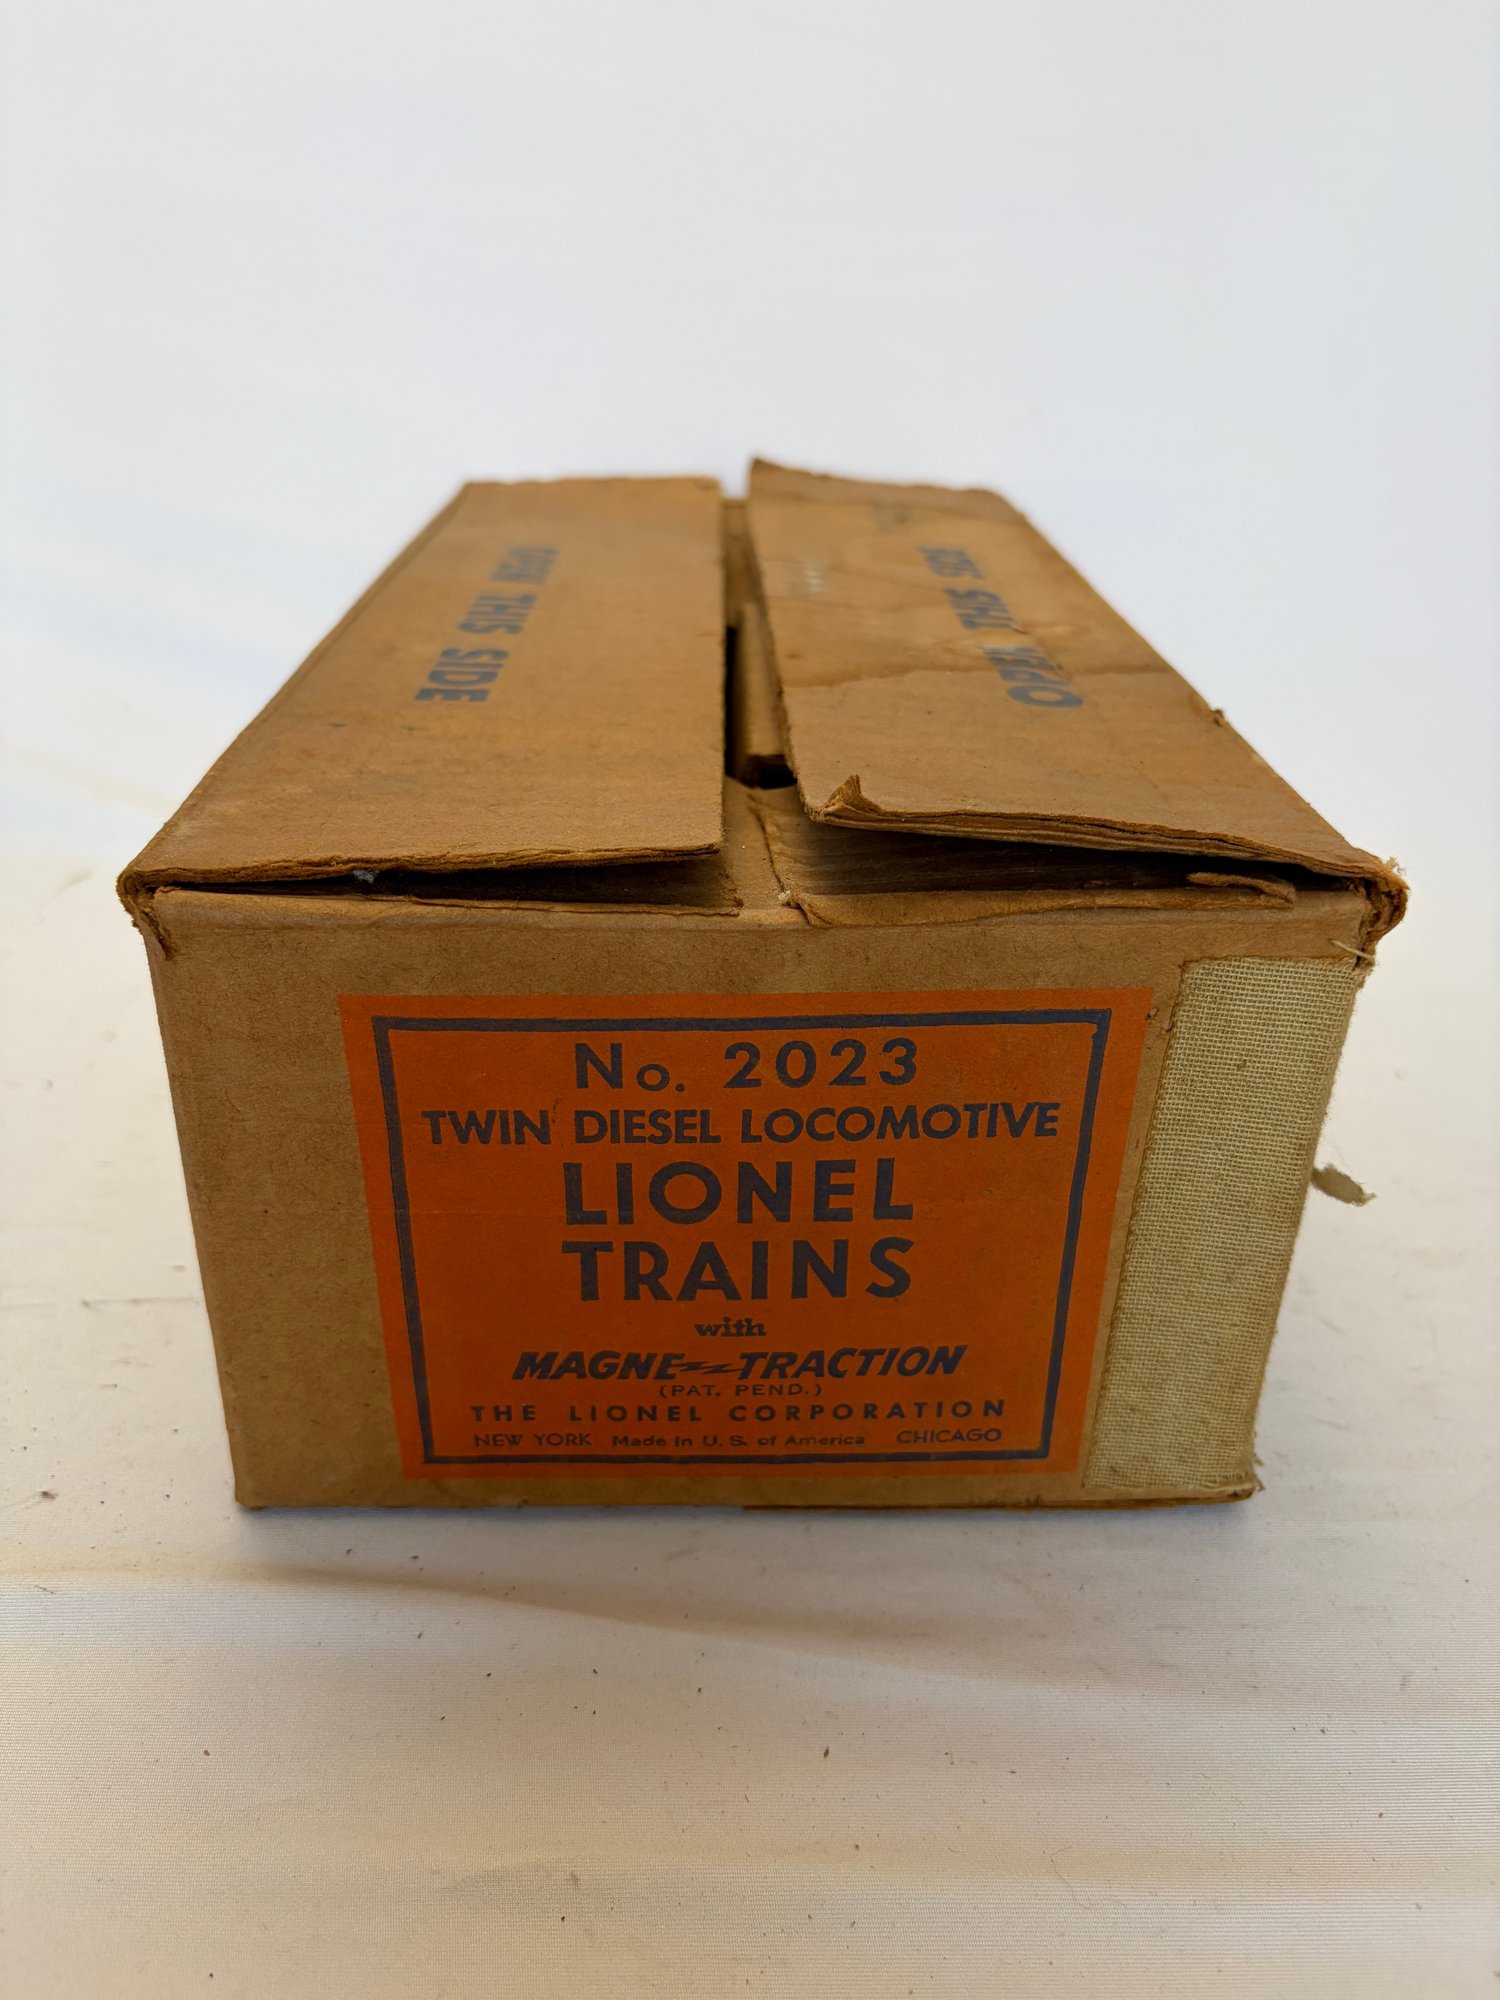 OPEN THIS SIDE
OPEN THIS SIDE
No. 2023
TWIN DIESEL LOCOMOTIVE
LIONEL
TRAINS
with
MAGNE-TRACTION
(PAT. PEND.)
THE LIONEL CORPORATION
NEW YORK Made in U. S. of America CHICAGO